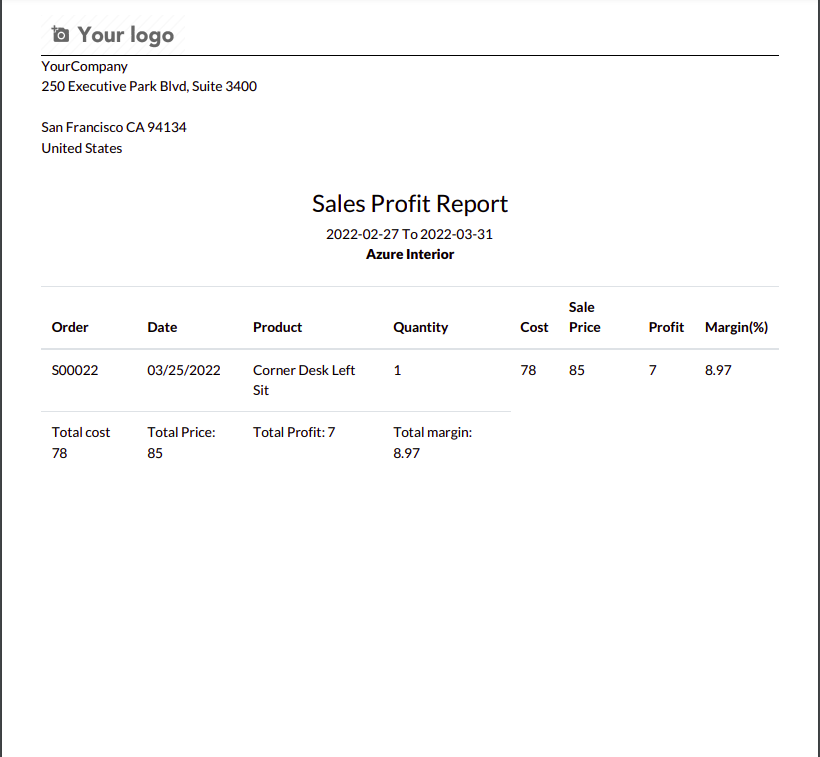 Your logo
YourCompany
250 Executive Park Blvd, Suite 3400
San Francisco CA 94134
United States
Sales Profit Report
2022-02-27 To 2022-03-31
Azure Interior
Order Date Product Quantity Cost Sale Price Profit Margin(%)
S00022 03/25/2022 Corner Desk Left Sit 1 78 85 7 8.97
Total cost 78 Total Price: 85 Total Profit: 7 Total margin: 8.97